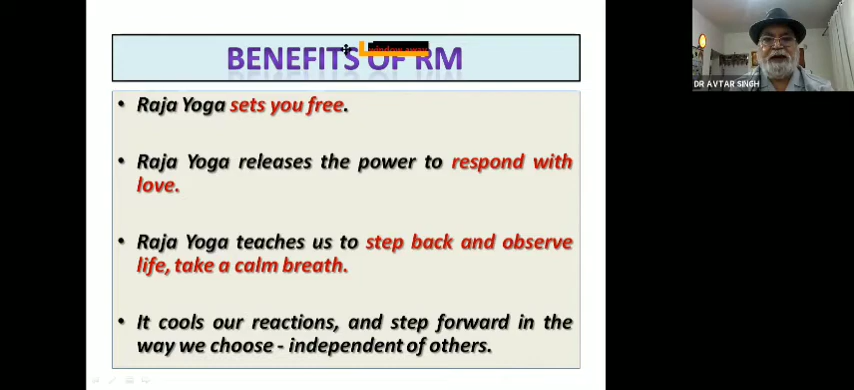 BENEFITS OF RM
window away
• Raja Yoga sets you free.
• Raja Yoga releases the power to respond with
love.
• Raja Yoga teaches us to step back and observe
life, take a calm breath.
• It cools our reactions, and step forward in the
way we choose - independent of others.
DR AVTAR SINGH